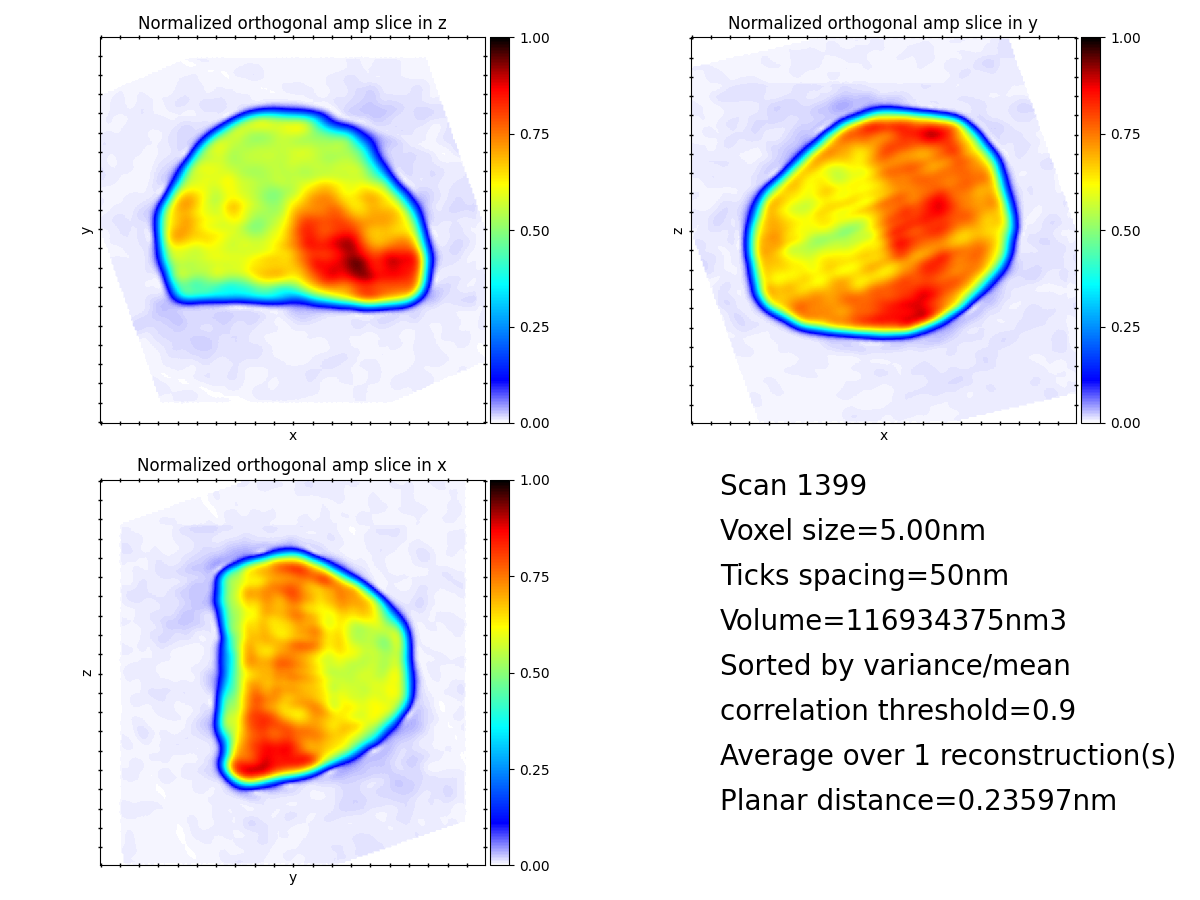 Normalized orthogonal amp slice in z
1.00
0.75
0.50
0.25
0.00
y
x
Normalized orthogonal amp slice in y
1.00
0.75
0.50
0.25
0.00
z
x
Normalized orthogonal amp slice in x
1.00
0.75
0.50
0.25
0.00
z
y
Scan 1399
Voxel size=5.00nm
Ticks spacing=50nm
Volume=116934375nm3
Sorted by variance/mean
correlation threshold=0.9
Average over 1 reconstruction(s)
Planar distance=0.23597nm